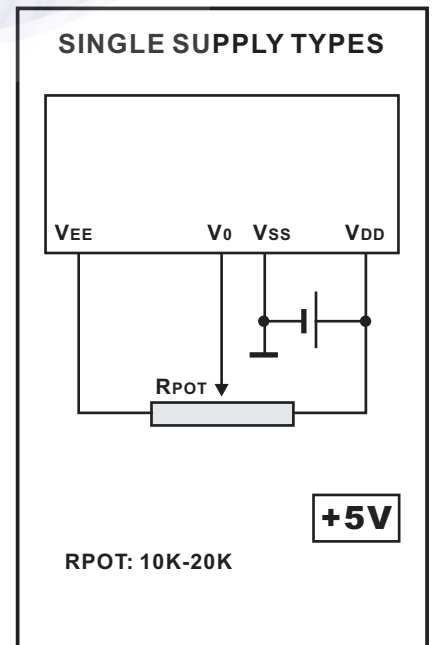 SINGLE SUPPLY TYPES
VEE V0 VSS VDD
RPOT
+5V
RPOT: 10K-20K